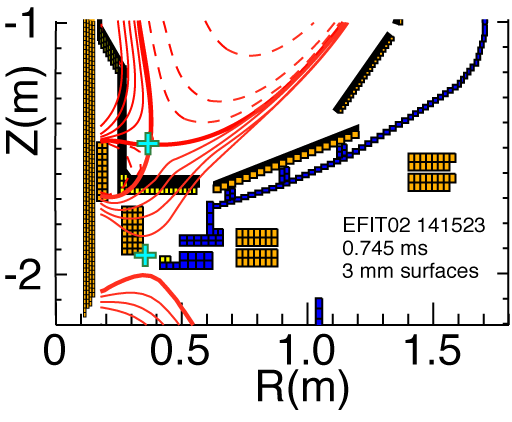 -1
Z(m)
EFIT02 141523
0.745 ms
3 mm surfaces
-2
0 0.5 1.0 1.5
R(m)